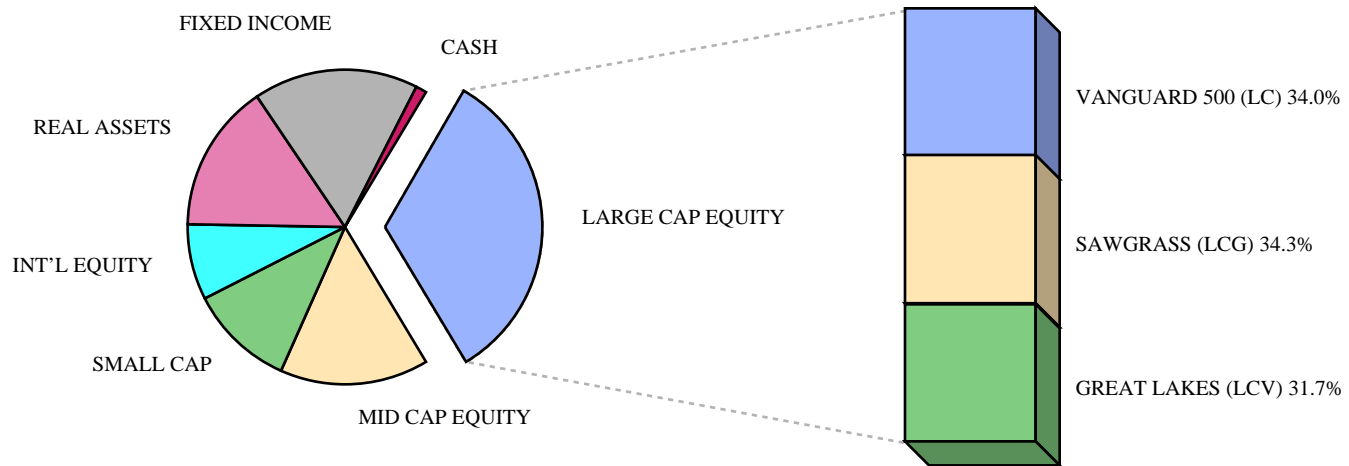 FIXED INCOME
CASH
REAL ASSETS
INT'L EQUITY
SMALL CAP
MID CAP EQUITY
LARGE CAP EQUITY
VANGUARD 500 (LC) 34.0%
SAWGRASS (LCG) 34.3%
GREAT LAKES (LCV) 31.7%